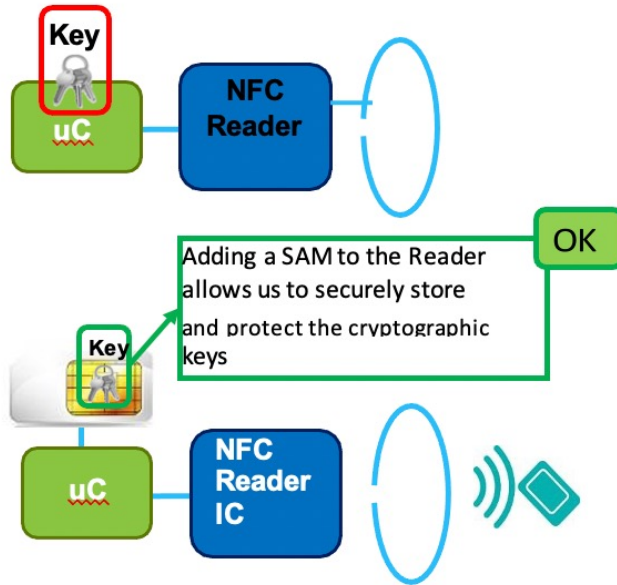 Key
uC
NFC
Reader
OK
Adding a SAM to the Reader
allows us to securely store
and protect the cryptographic
keys
Key
uC
NFC
Reader
IC